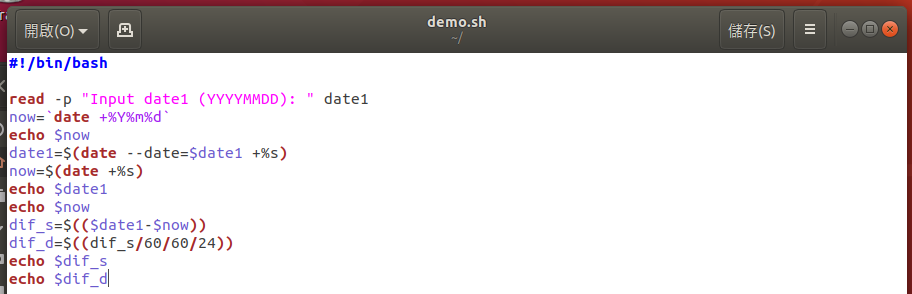 開啟(O)
demo.sh
~/
儲存(S)
#!/bin/bash
read -p "Input date1 (YYYYMMDD): " date1
now=`date +%Y%m%d`
echo $now
date1=$(date --date=$date1 +%s)
now=$(date +%s)
echo $date1
echo $now
dif_s=$(($date1-$now))
dif_d=$((dif_s/60/60/24))
echo $dif_s
echo $dif_d